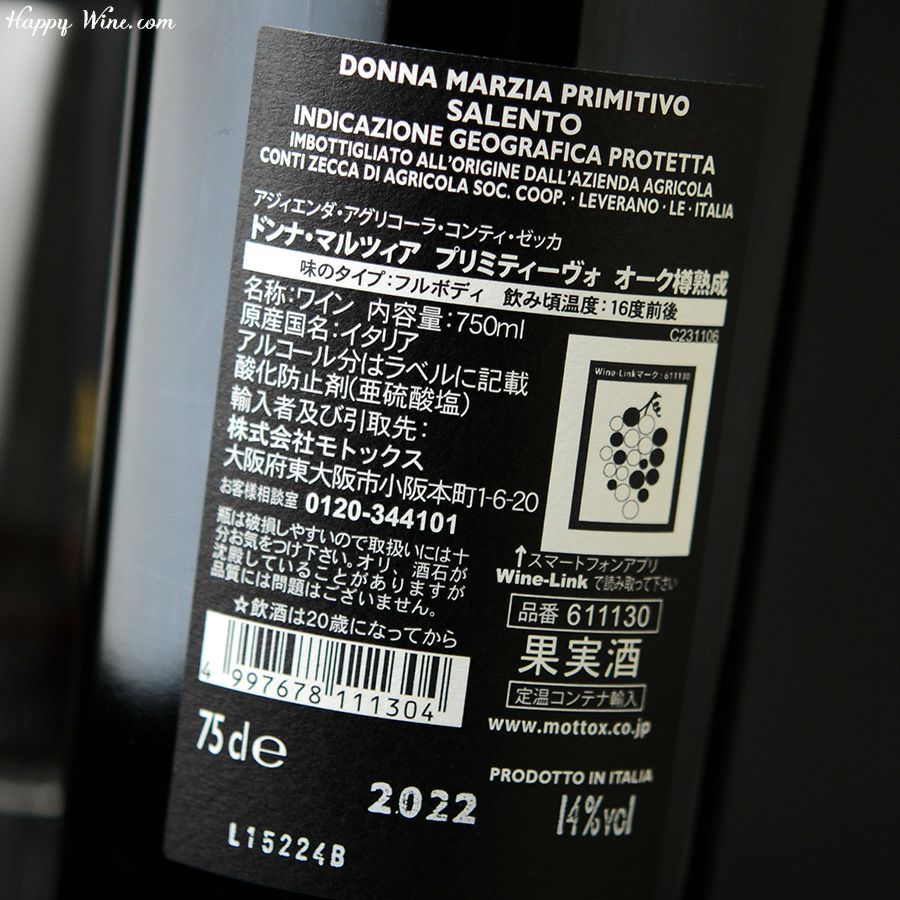 Happy Wine.com
DONNA MARZIA PRIMITIVO
SALENTO
INDICAZIONE GEOGRAFICA PROTETTA
IMBOTTIGLIATO ALL'ORIGINE DALL'AZIENDA AGRICOLA
CONTI ZECCA DI AGRICOLA SOC. COOP. · LEVERANO · LE · ITALIA
アジィエンダ・アグリコーラ・コンティ・ゼッカ
ドンナ・マルツィア プリミティーヴォ オーク樽熟成
味のタイプ：フルボディ 飲み頃温度：16度前後
C231106
名称：ワイン 内容量：750ml
原産国名：イタリア
アルコール分はラベルに記載
酸化防止剤(亜硫酸塩)
輸入者及び引取先：
株式会社モトックス
大阪府東大阪市小阪本町1-6-20
お客様相談室 0120-344101
瓶は破損しやすいので取扱いには十
分お気をつけ下さい。オリ、酒石が
沈殿していることがありますが
品質には問題はございません。
☆飲酒は20歳になってから
4 997678 111304
Wine-Linkマーク：611130
↑スマートフォンアプリ
Wine-Link で読み取って下さい
品番 611130
果実酒
定温コンテナ輸入
www.mottox.co.jp
75cl e
PRODOTTO IN ITALIA
2022
14%vol
L15224B